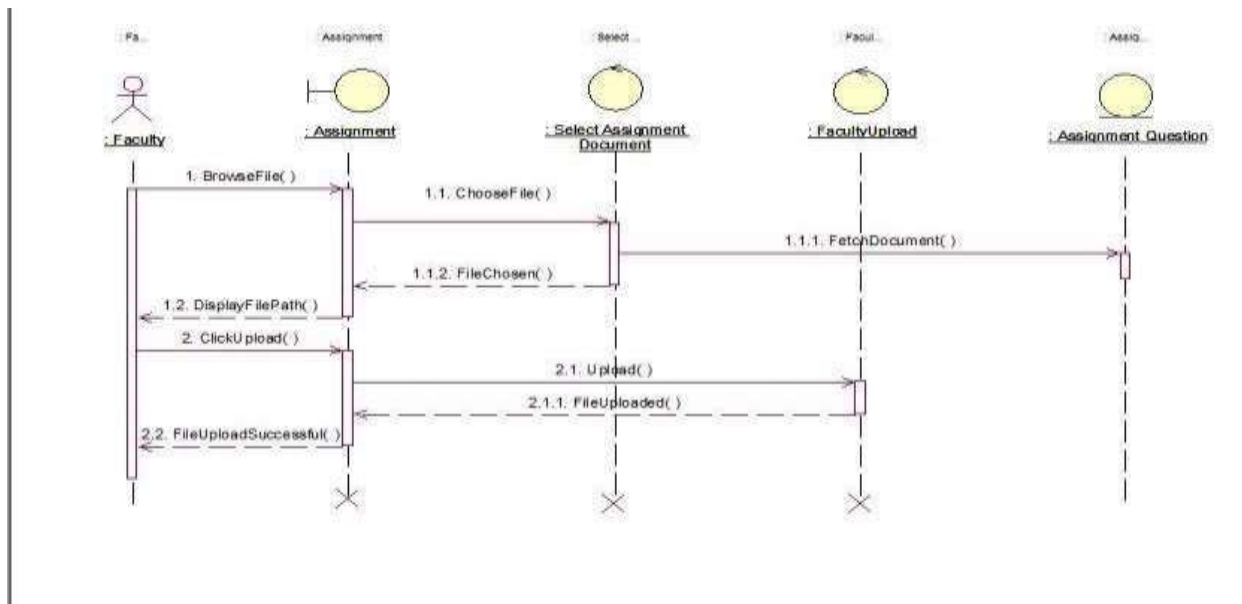 : Fa...
: Assignment
: Select ...
: Facul...
: Assig...
: Faculty
: Assignment
: Select Assignment
Document
: FacultyUpload
: Assignment Question
1. BrowseFile( )
1.1. ChooseFile( )
1.1.1. FetchDocument( )
1.1.2. FileChosen( )
1.2. DisplayFilePath( )
2. ClickUpload( )
2.1. Upload( )
2.1.1. FileUploaded( )
2.2. FileUploadSuccessful( )